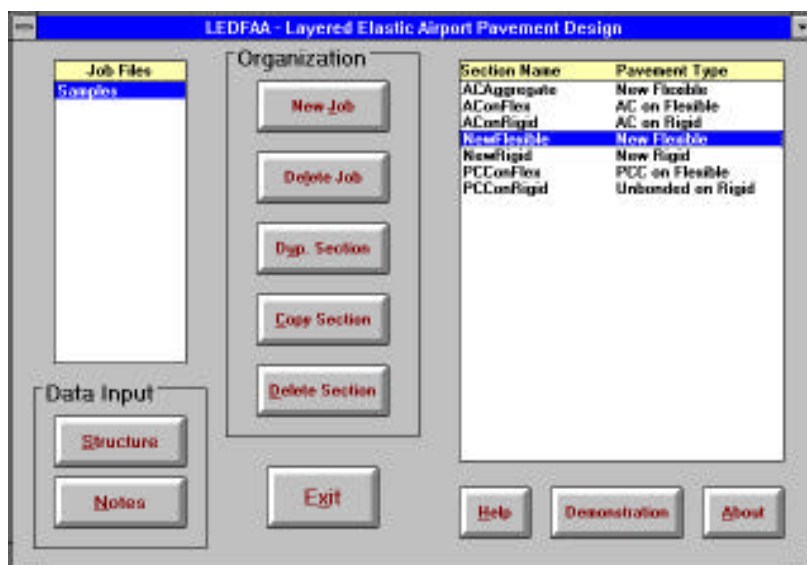 LEDFAA - Layered Elastic Airport Pavement Design
Job Files
Samples
Organization
New Job
Delete Job
Dup. Section
Copy Section
Delete Section
Data Input
Structure
Notes
Exit
Section Name Pavement Type
ACAggregate New Flexible
AConFlex AC on Flexible
AConRigid AC on Rigid
NewFlexible New Flexible
NewRigid New Rigid
PCConFlex PCC on Flexible
PCConRigid Unbonded on Rigid
Help
Demonstration
About